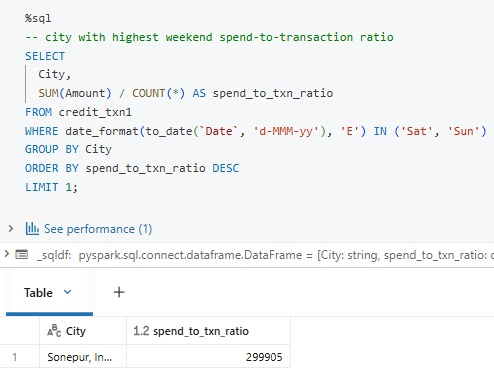 %sql
-- city with highest weekend spend-to-transaction ratio
SELECT
City,
SUM(Amount) / COUNT(*) AS spend_to_txn_ratio
FROM credit_txn1
WHERE date_format(to_date(`Date`, 'd-MMM-yy'), 'E') IN ('Sat', 'Sun')
GROUP BY City
ORDER BY spend_to_txn_ratio DESC
LIMIT 1;
See performance (1)
_sqldf: pyspark.sql.connect.dataframe.DataFrame = [City: string, spend_to_txn_ratio:
Table
ABC City 1.2 spend_to_txn_ratio
1 Sonepur, In... 299905